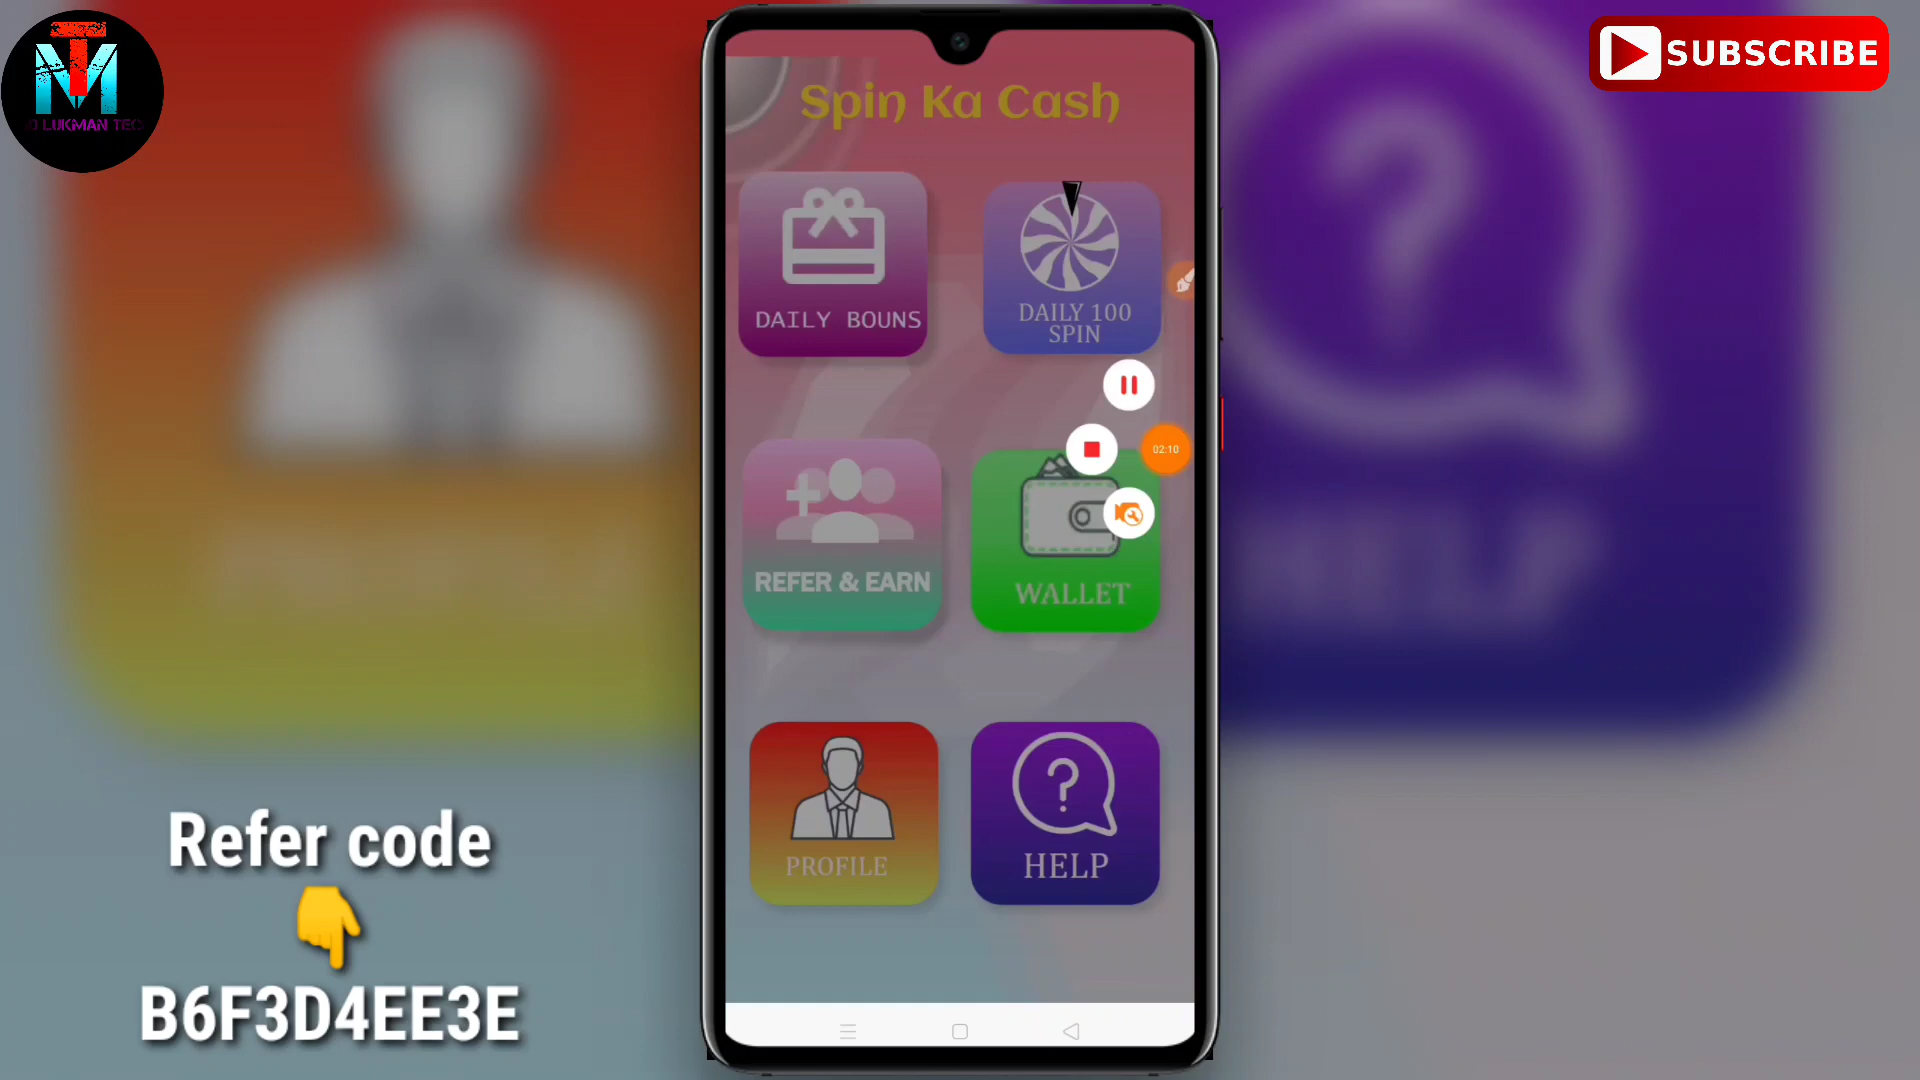 LUKMAN TEC
SUBSCRIBE
Spin Ka Cash
DAILY BOUNS
DAILY 100
SPIN
02:10
REFER & EARN
WALLET
PROFILE
HELP
HELP
Refer code
👇
B6F3D4EE3E